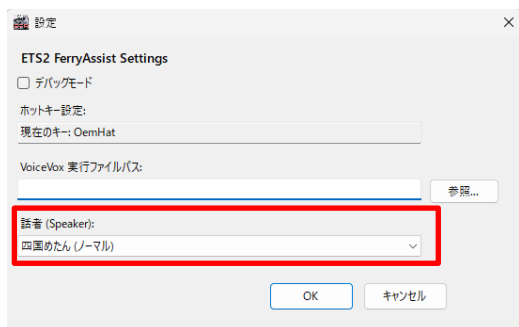 設定
ETS2 FerryAssist Settings
デバッグモード
ホットキー設定:
現在のキー: OemHat
VoiceVox 実行ファイルパス:
参照...
話者 (Speaker):
四国めたん (ノーマル)
OK キャンセル